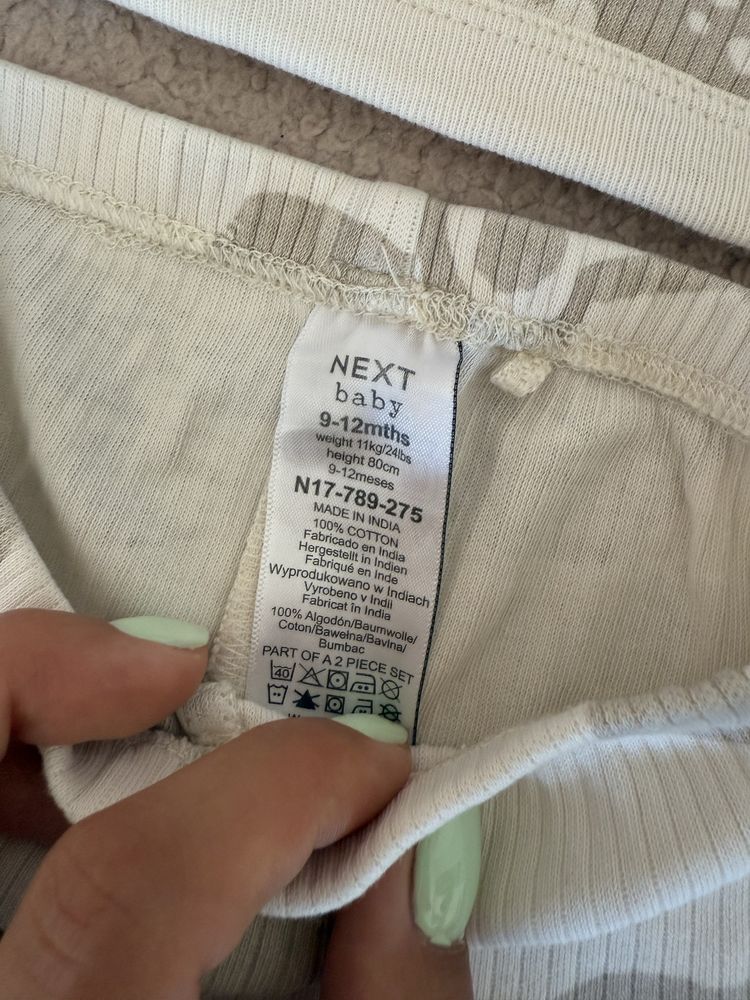 NEXT
baby
9-12mths
weight 11kg/24lbs
height 80cm
9-12meses
N17-789-275
MADE IN INDIA
100% COTTON
Fabricado en India
Hergestellt in Indien
Fabriqué en Inde
Wyprodukowano w Indiach
Vyrobeno v Indii
Fabricat în India
100% Algodón/Baumwolle/
Coton/Bawełna/Bavlna/
Bumbac
PART OF A 2 PIECE SET
40